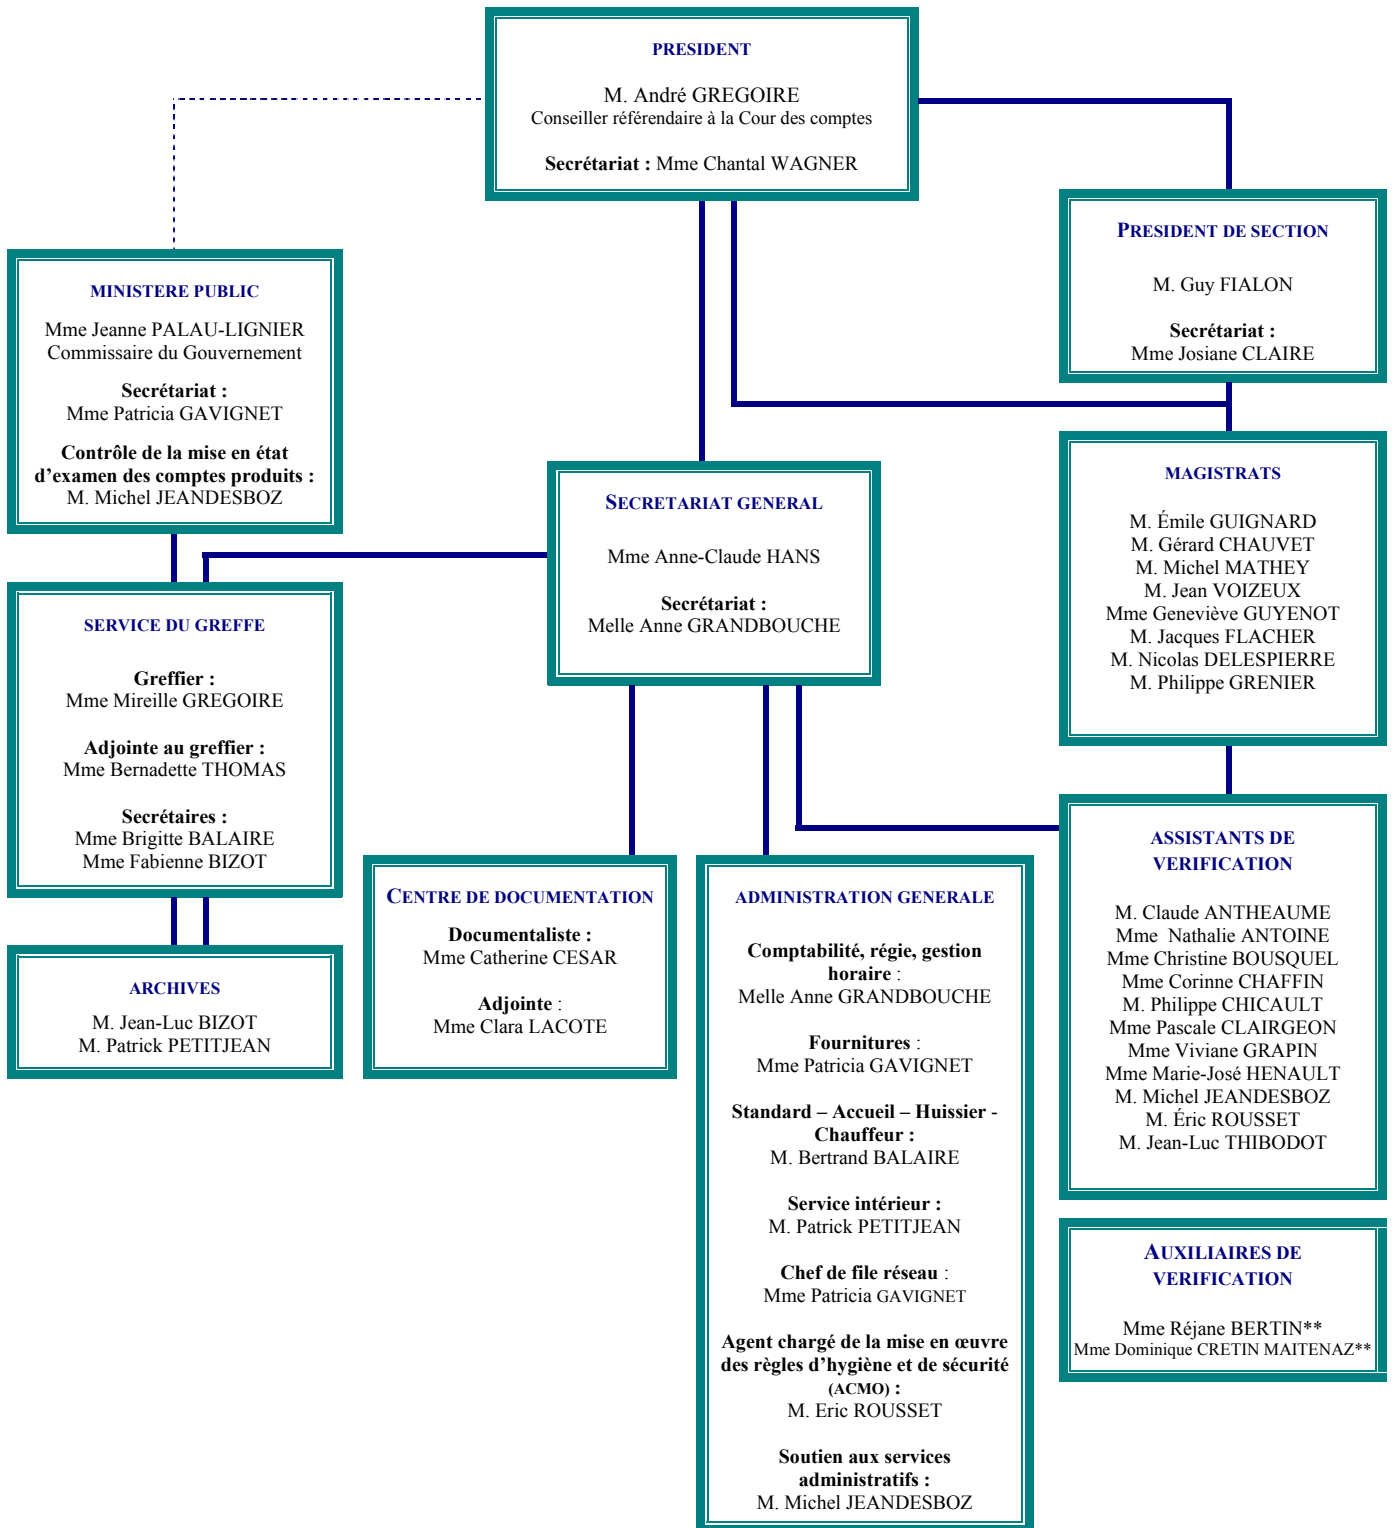 PRESIDENT
M. André GREGOIRE
Conseiller référendaire à la Cour des comptes
Secrétariat : Mme Chantal WAGNER
PRESIDENT DE SECTION
M. Guy FIALON
Secrétariat :
Mme Josiane CLAIRE
MINISTERE PUBLIC
Mme Jeanne PALAU-LIGNIER
Commissaire du Gouvernement
Secrétariat :
Mme Patricia GAVIGNET
Contrôle de la mise en état
d’examen des comptes produits :
M. Michel JEANDESBOZ
SECRETARIAT GENERAL
Mme Anne-Claude HANS
Secrétariat :
Melle Anne GRANDBOUCHE
MAGISTRATS
M. Émile GUIGNARD
M. Gérard CHAUVET
M. Michel MATHEY
M. Jean VOIZEUX
Mme Geneviève GUYENOT
M. Jacques FLACHER
M. Nicolas DELESPIERRE
M. Philippe GRENIER
SERVICE DU GREFFE
Greffier :
Mme Mireille GREGOIRE
Adjointe au greffier :
Mme Bernadette THOMAS
Secrétaires :
Mme Brigitte BALAIRE
Mme Fabienne BIZOT
ARCHIVES
M. Jean-Luc BIZOT
M. Patrick PETITJEAN
CENTRE DE DOCUMENTATION
Documentaliste :
Mme Catherine CESAR
Adjointe :
Mme Clara LACOTE
ADMINISTRATION GENERALE
Comptabilité, régie, gestion
horaire :
Melle Anne GRANDBOUCHE
Fournitures :
Mme Patricia GAVIGNET
Standard – Accueil – Huissier -
Chauffeur :
M. Bertrand BALAIRE
Service intérieur :
M. Patrick PETITJEAN
Chef de file réseau :
Mme Patricia GAVIGNET
Agent chargé de la mise en œuvre
des règles d’hygiène et de sécurité
(ACMO) :
M. Eric ROUSSET
Soutien aux services
administratifs :
M. Michel JEANDESBOZ
ASSISTANTS DE
VERIFICATION
M. Claude ANTHEAUME
Mme Nathalie ANTOINE
Mme Christine BOUSQUEL
Mme Corinne CHAFFIN
M. Philippe CHICAULT
Mme Pascale CLAIRGEON
Mme Viviane GRAPIN
Mme Marie-José HENAULT
M. Michel JEANDESBOZ
M. Éric ROUSSET
M. Jean-Luc THIBODOT
AUXILIAIRES DE
VERIFICATION
Mme Réjane BERTIN**
Mme Dominique CRETIN MAITENAZ**